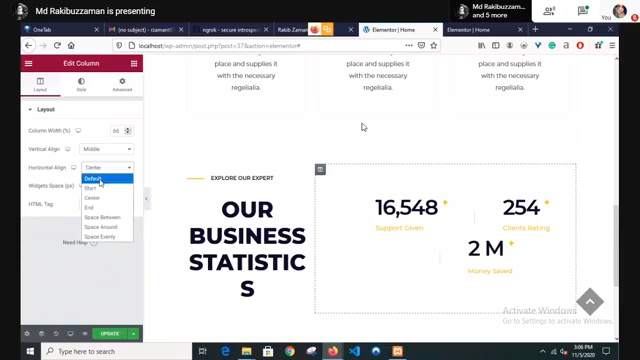 Md Rakibuzzaman is presenting
Md Rakibuzzam...
and 5 more
You
OneTab
(no subject) - rzamanf
ngrok - secure introspe
Rakib Zaman
Elementor | Home
Elementor | Home
localhost/wp-admin/post.php?post=37&action=elementor#
Edit Column
Layout
Style
Advanced
Layout
Column Width (%)
66
Vertical Align
Middle
Horizontal Align
Center
Default
Start
Center
End
Space Between
Space Around
Space Evenly
Widgets Space (px)
HTML Tag
Need Help
UPDATE
place and supplies it
with the necessary
regelialia.
place and supplies it
with the necessary
regelialia.
place and supplies it
with the necessary
regelialia.
EXPLORE OUR EXPERT
OUR
BUSINESS
STATISTIC
S
16,548 +
Support Given
254 +
Clients Rating
2 M +
Money Saved
Activate Windows
Go to Settings to activate Windows.
Type here to search
3:06 PM
11/5/2020